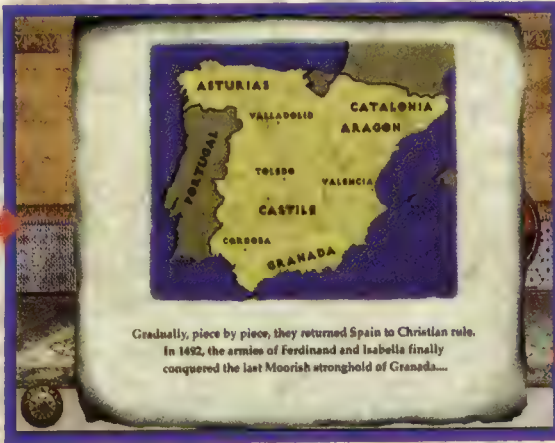 ASTURIAS
VALLADOLID
CATALONIA
ARAGON
PORTUGAL
TOLEDO
VALENCIA
CASTILE
CORDOBA
GRANADA
Gradually, piece by piece, they returned Spain to Christian rule.
In 1492, the armies of Ferdinand and Isabella finally
conquered the last Moorish stronghold of Granada....